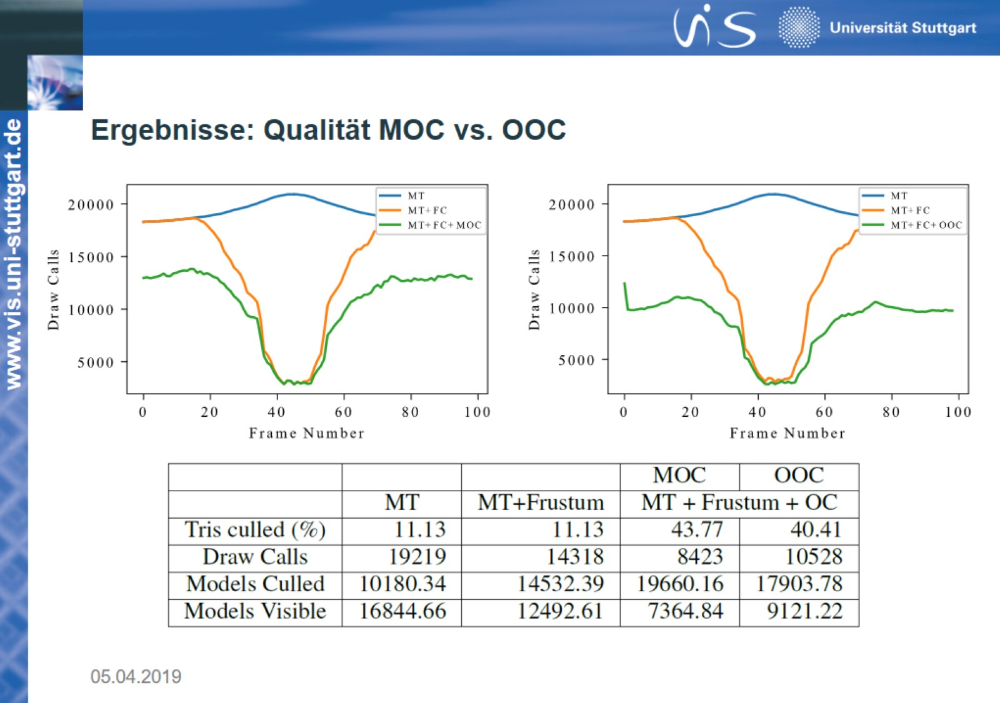 VIS
Universität Stuttgart
www.vis.uni-stuttgart.de
Ergebnisse: Qualität MOC vs. OOC
MT
MT+FC
MT+FC+MOC
20000
15000
10000
5000
Draw Calls
0 20 40 60 80 100
Frame Number
MT
MT+FC
MT+FC+OOC
20000
15000
10000
5000
Draw Calls
0 20 40 60 80 100
Frame Number
MOC OOC
MT MT+Frustum MT + Frustum + OC
Tris culled (%) 11.13 11.13 43.77 40.41
Draw Calls 19219 14318 8423 10528
Models Culled 10180.34 14532.39 19660.16 17903.78
Models Visible 16844.66 12492.61 7364.84 9121.22
05.04.2019